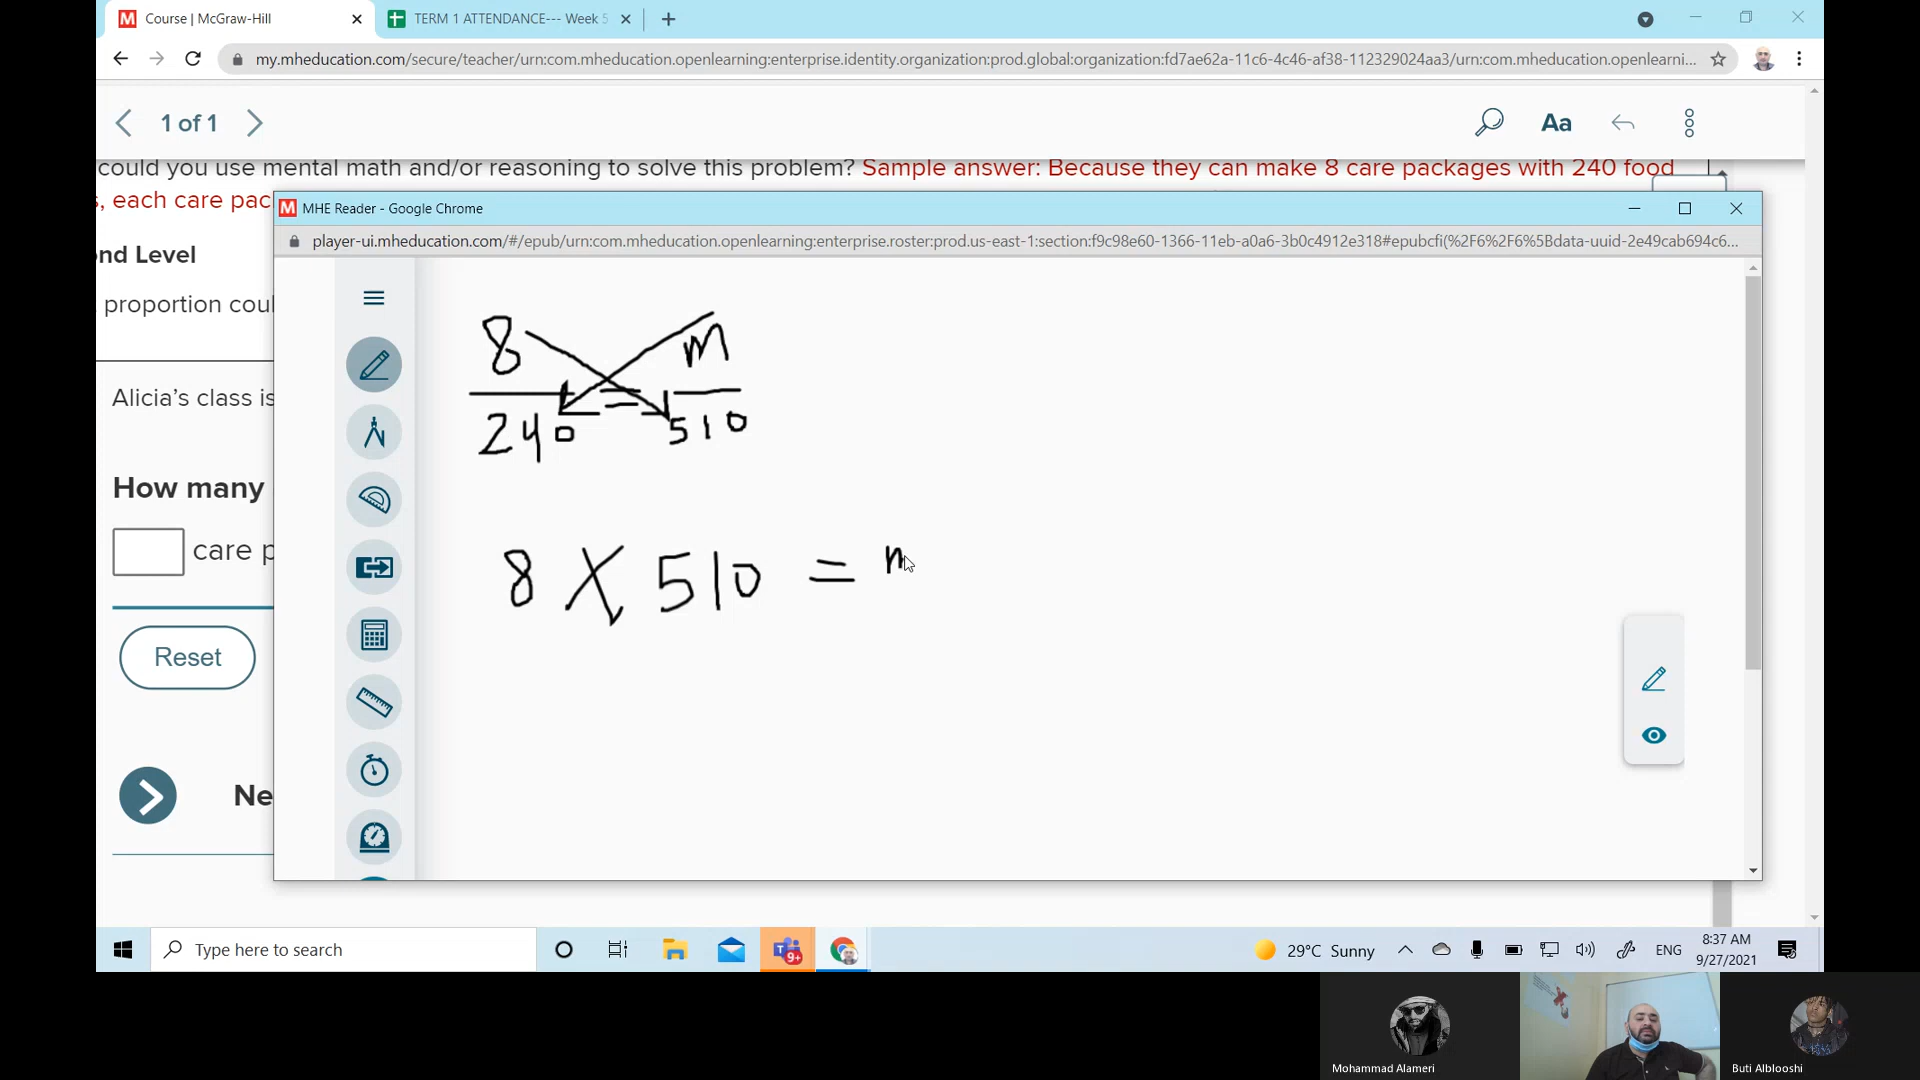 Course | McGraw-Hill
TERM 1 ATTENDANCE--- Week 5
my.mheducation.com/secure/teacher/urn:com.mheducation.openlearning:enterprise.identity.organization:prod.global:organization:fd7ae62a-11c6-4c46-af38-112329024aa3/urn:com.mheducation.openlearni...
1 of 1
Aa
could you use mental math and/or reasoning to solve this problem? Sample answer: Because they can make 8 care packages with 240 food
s, each care pac
MHE Reader - Google Chrome
player-ui.mheducation.com/#/epub/urn:com.mheducation.openlearning:enterprise.roster:prod.us-east-1:section:f9c98e60-1366-11eb-a0a6-3b0c4912e318#epubcfi(%2F6%2F6%5Bdata-uuid-2e49cab694c6...
ond Level
proportion coul
Alicia's class is
How many
care p
Reset
Ne
8 m
=
240 510
8 X 510 = m
Type here to search
9+
29°C Sunny
ENG
8:37 AM
9/27/2021
Mohammad Alameri
Buti Alblooshi